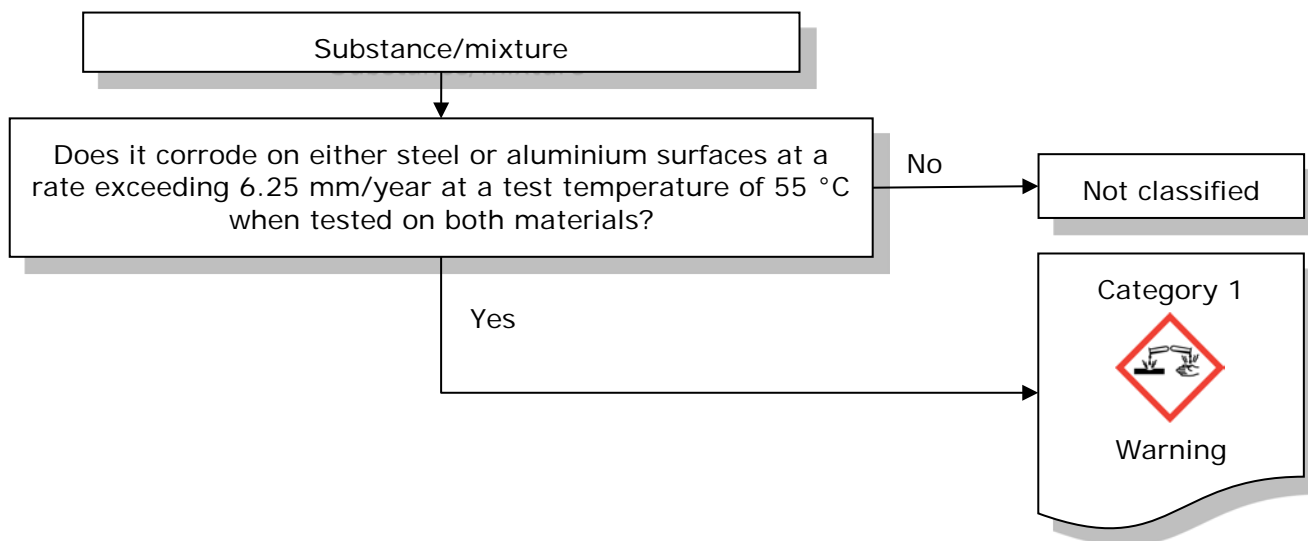 Substance/mixture
Does it corrode on either steel or aluminium surfaces at a
rate exceeding 6.25 mm/year at a test temperature of 55 °C
when tested on both materials?
No
Not classified
Yes
Category 1
Warning